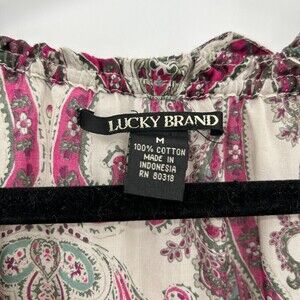 LUCKY BRAND
M
100% COTTON
MADE IN
INDONESIA
RN 80318